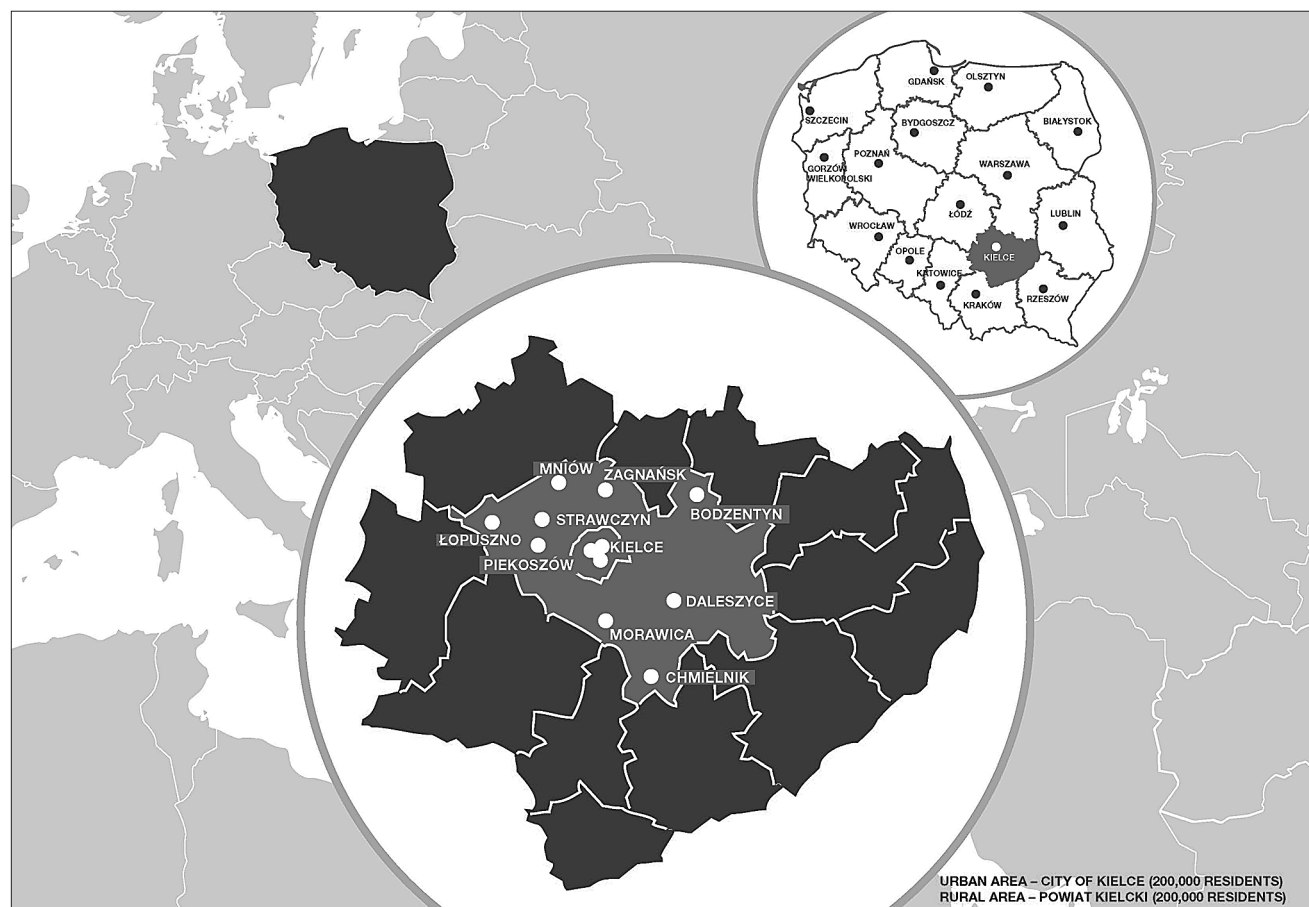 GDAŃSK
OLSZTYN
SZCZECIN
BYDGOSZCZ
BIAŁYSTOK
POZNAŃ
GORZÓW
WIELKOPOLSKI
WARSZAWA
ŁÓDŹ
LUBLIN
WROCŁAW
OPOLE
KIELCE
KATOWICE
KRAKÓW
RZESZÓW
MNIÓW
ZAGNAŃSK
BODZENTYN
STRAWCZYN
ŁOPUSZNO
KIELCE
PIEKOSZÓW
DALESZYCE
MORAWICA
CHMIELNIK
URBAN AREA – CITY OF KIELCE (200,000 RESIDENTS)
RURAL AREA – POWIAT KIELCKI (200,000 RESIDENTS)